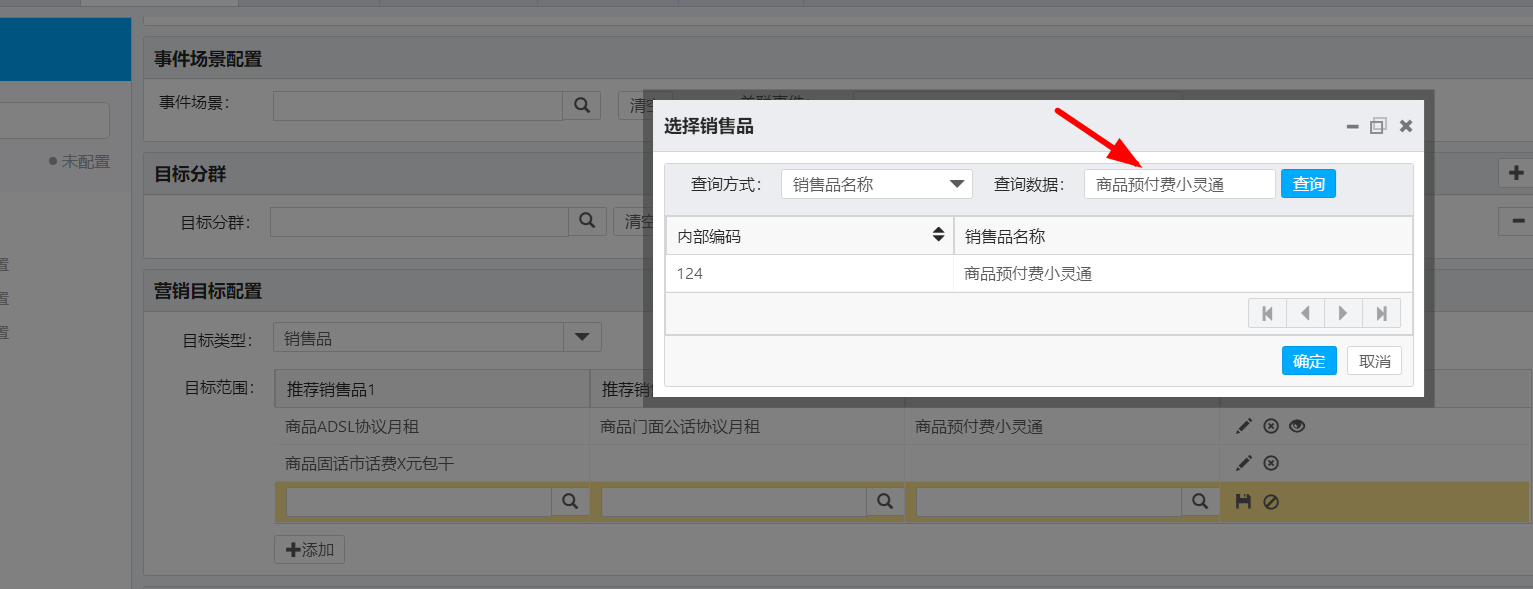 事件场景配置
事件场景: 清空
未配置
选择销售品
查询方式: 销售品名称 查询数据: 商品预付费小灵通 查询
内部编码 销售品名称
124 商品预付费小灵通
确定 取消
目标分群
目标分群: 清空
置
置
置
营销目标配置
目标类型: 销售品
目标范围: 推荐销售品1 推荐销
商品ADSL协议月租 商品门面公话协议月租 商品预付费小灵通
商品固话市话费X元包干
添加